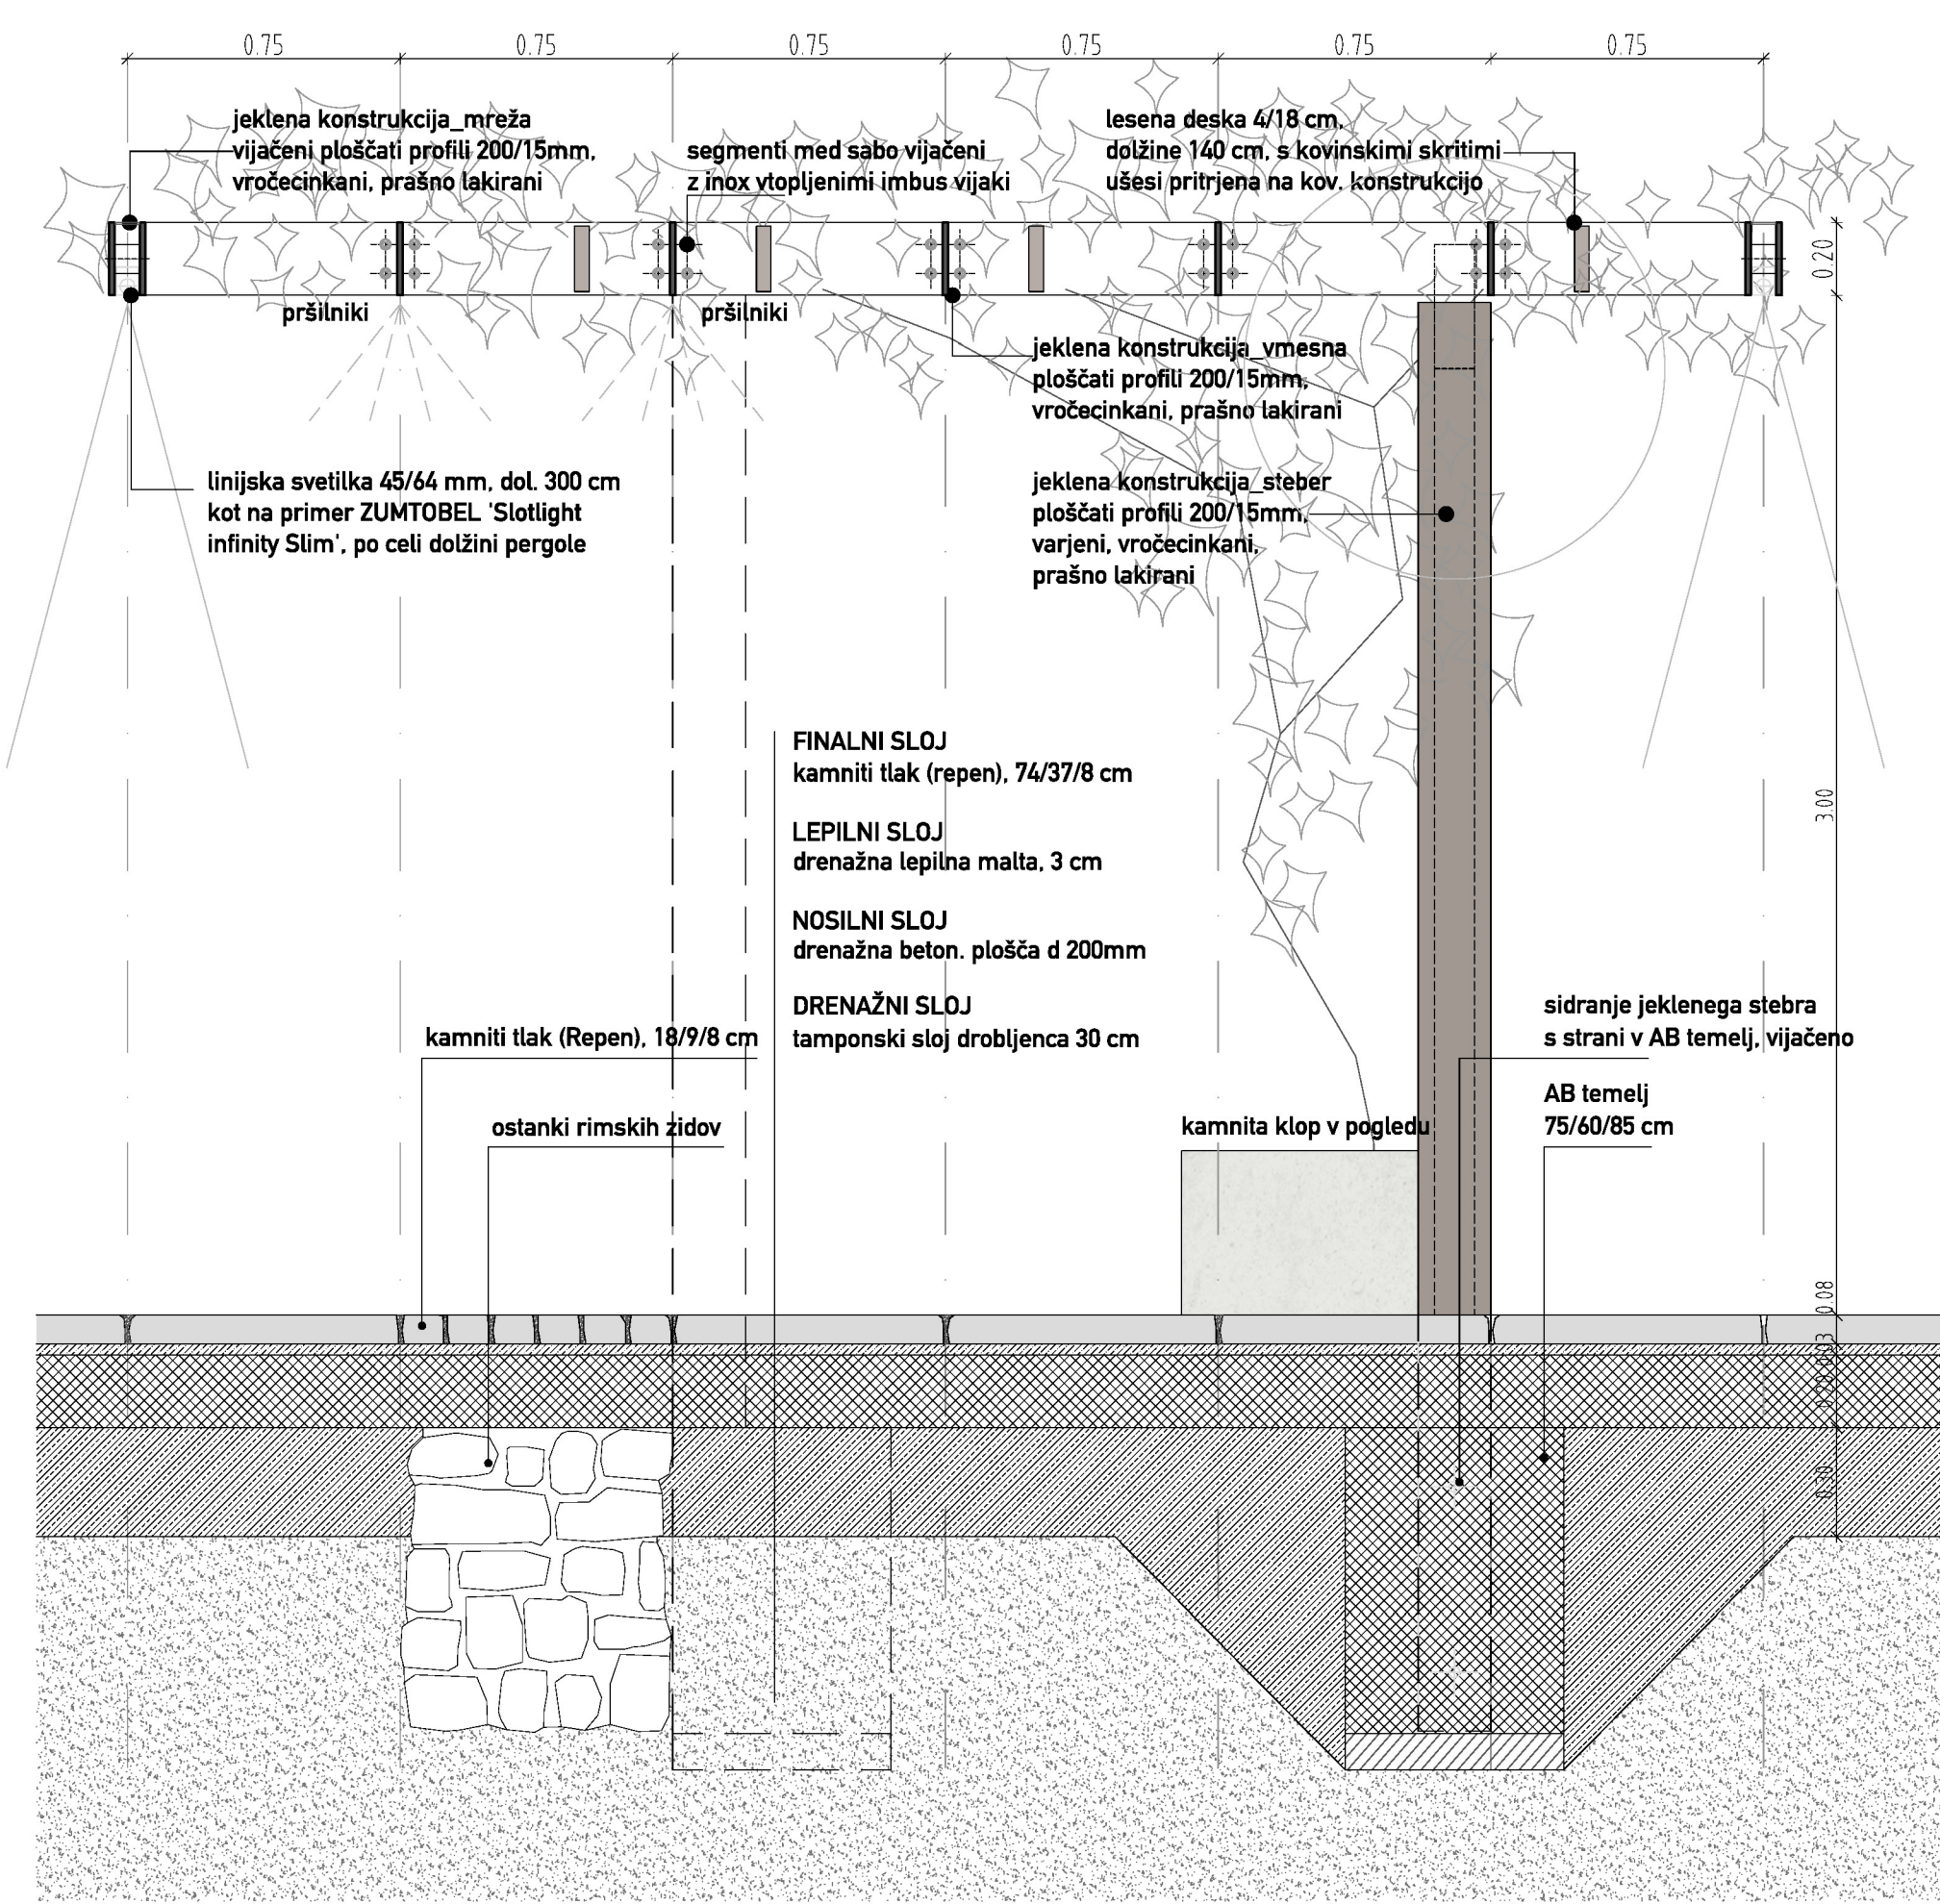 0.75 0.75 0.75 0.75 0.75 0.75
jeklena konstrukcija_mreža
vijačeni ploščati profili 200/15mm,
vročecinkani, prašno lakirani
segmenti med sabo vijačeni
z inox vtopljenimi imbus vijaki
lesena deska 4/18 cm,
dolžine 140 cm, s kovinskimi skritimi
ušesi pritrjena na kov. konstrukcijo
0.20
pršilniki
pršilniki
jeklena konstrukcija_vmesna
ploščati profili 200/15mm,
vročecinkani, prašno lakirani
linijska svetilka 45/64 mm, dol. 300 cm
kot na primer ZUMTOBEL 'Slotlight
infinity Slim', po celi dolžini pergole
jeklena konstrukcija_steber
ploščati profili 200/15mm,
varjeni, vročecinkani,
prašno lakirani
3.00
FINALNI SLOJ
kamniti tlak (repen), 74/37/8 cm
LEPILNI SLOJ
drenažna lepilna malta, 3 cm
NOSILNI SLOJ
drenažna beton. plošča d 200mm
DRENAŽNI SLOJ
tamponski sloj drobljenca 30 cm
kamniti tlak (Repen), 18/9/8 cm
ostanki rimskih zidov
sidranje jeklenega stebra
s strani v AB temelj, vijačeno
AB temelj
75/60/85 cm
kamnita klop v pogledu
0.08
0.03
0.20
0.30